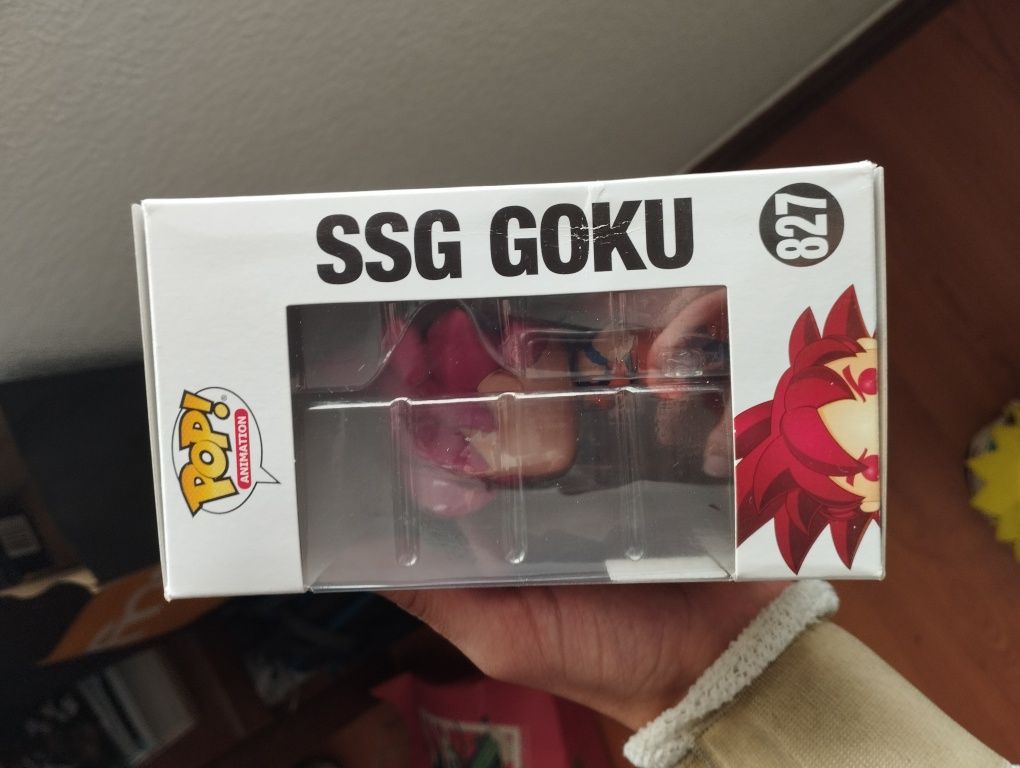 SSG GOKU
827
POP!
ANIMATION